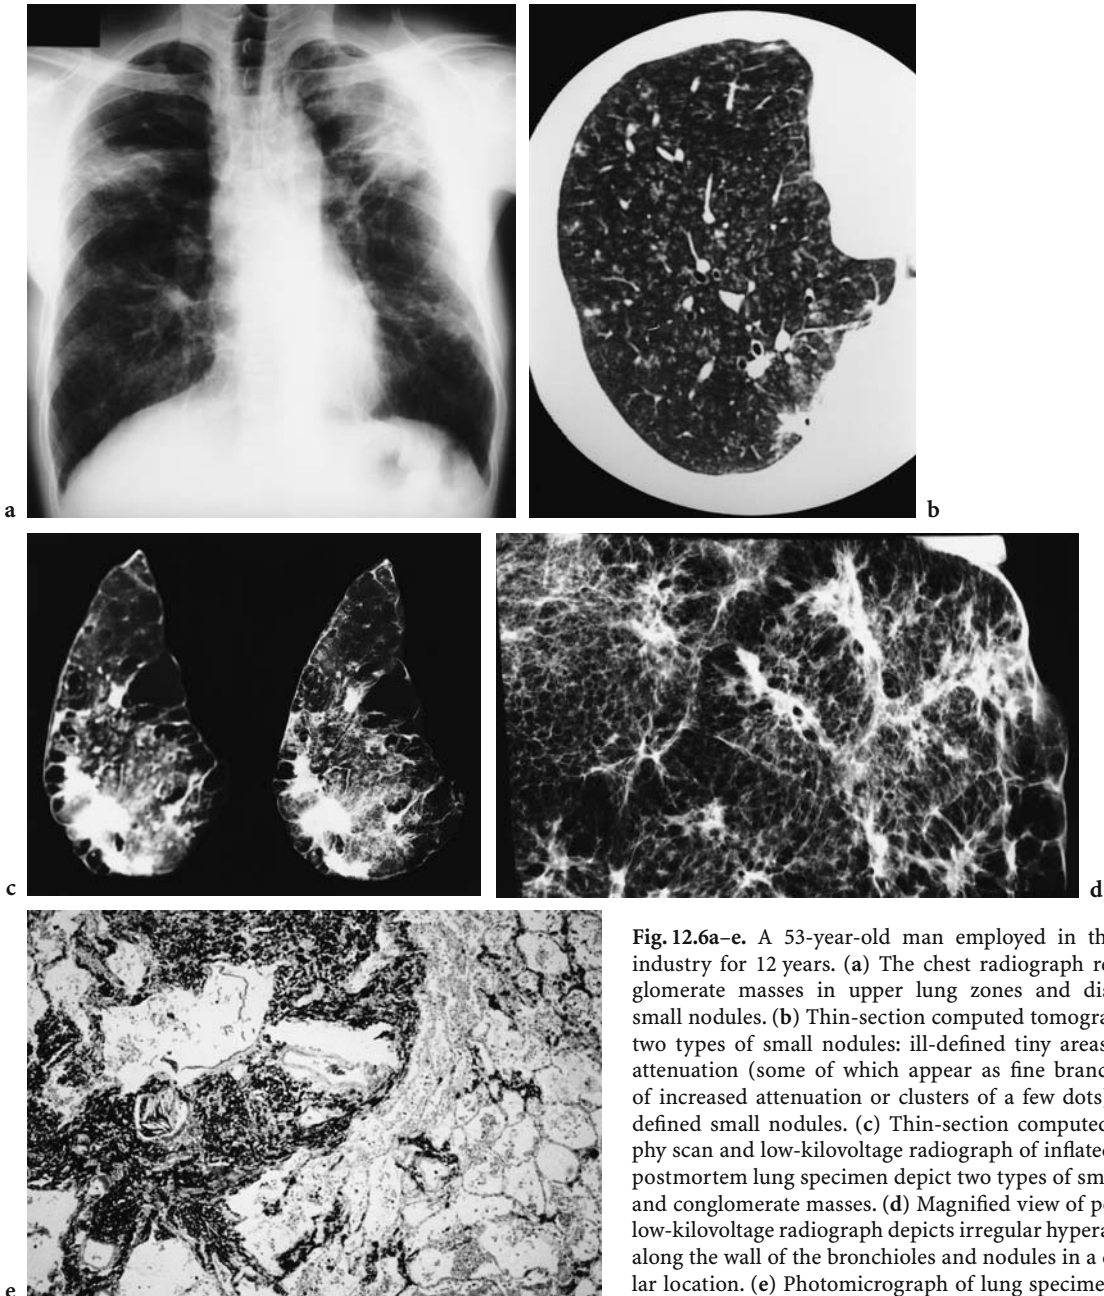 a
b
c
d
e
Fig. 12.6a–e. A 53-year-old man employed in th
industry for 12 years. (a) The chest radiograph re
glomerate masses in upper lung zones and dis
small nodules. (b) Thin-section computed tomogra
two types of small nodules: ill-defined tiny areas
attenuation (some of which appear as fine branc
of increased attenuation or clusters of a few dots
defined small nodules. (c) Thin-section computed
phy scan and low-kilovoltage radiograph of inflated
postmortem lung specimen depict two types of sm
and conglomerate masses. (d) Magnified view of p
low-kilovoltage radiograph depicts irregular hypera
along the wall of the bronchioles and nodules in a
lar location. (e) Photomicrograph of lung specime